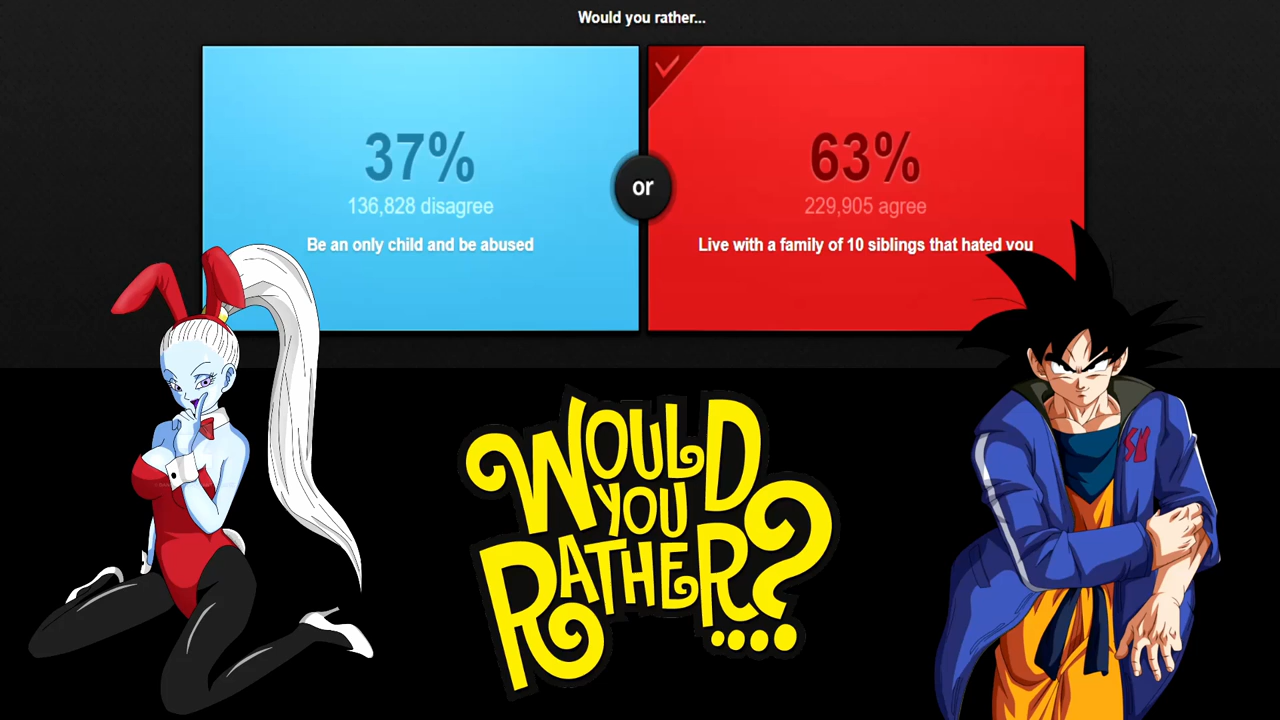 Would you rather...
37%
136,828 disagree
Be an only child and be abused
or
63%
229,905 agree
Live with a family of 10 siblings that hated you
WOULD
YOU
RATHER...?